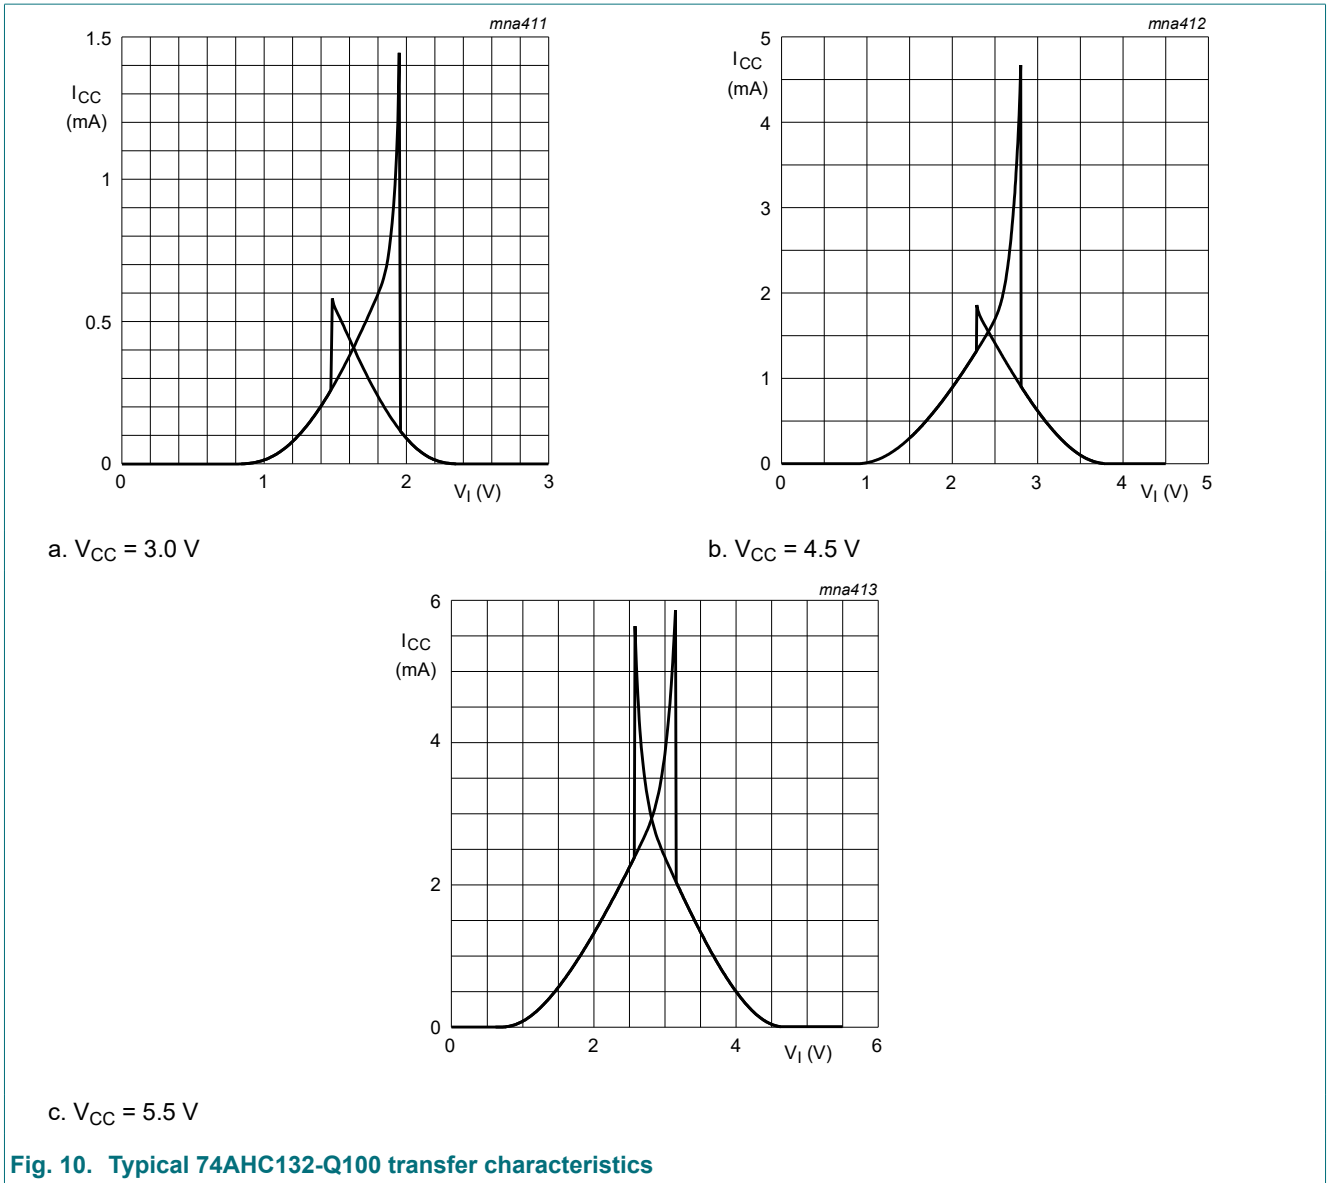 mna411
1.5
ICC
(mA)
1
0.5
0
0
1
2
3
VI (V)
a. VCC = 3.0 V
mna412
5
ICC
(mA)
4
3
2
1
0
0
1
2
3
4
VI (V)
5
b. VCC = 4.5 V
mna413
6
ICC
(mA)
4
2
0
0
2
4
VI (V)
6
c. VCC = 5.5 V
Fig. 10. Typical 74AHC132-Q100 transfer characteristics